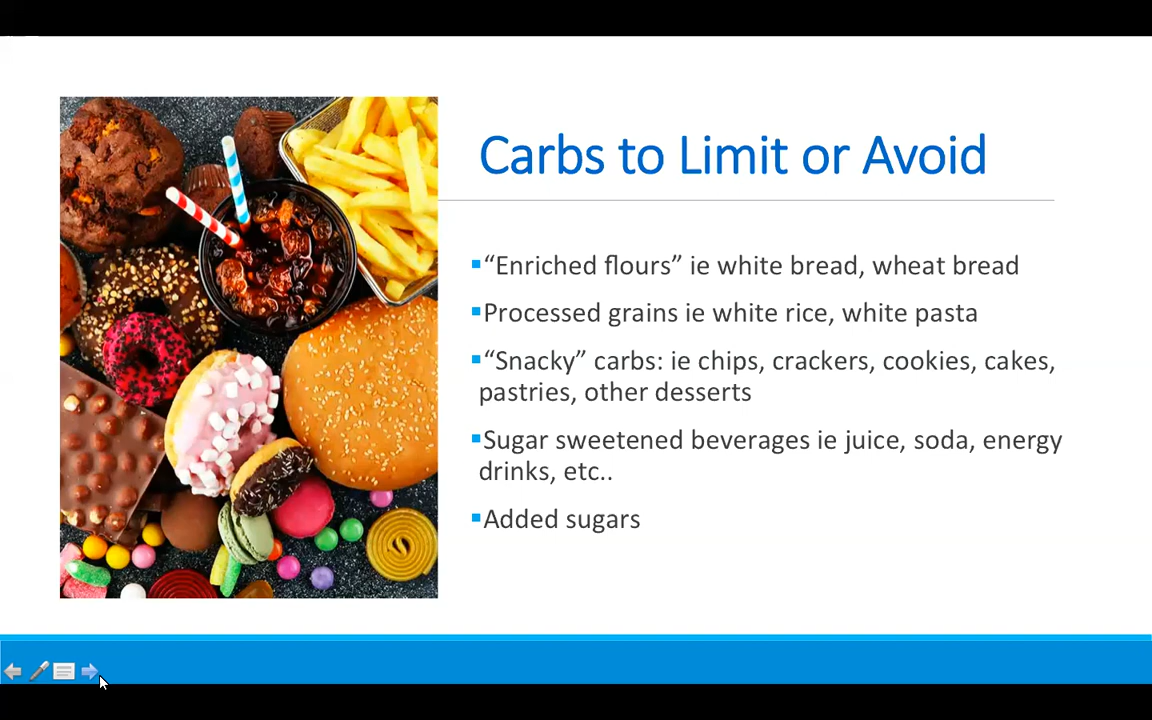 Carbs to Limit or Avoid
▪“Enriched flours” ie white bread, wheat bread
▪Processed grains ie white rice, white pasta
▪“Snacky” carbs: ie chips, crackers, cookies, cakes,
pastries, other desserts
▪Sugar sweetened beverages ie juice, soda, energy
drinks, etc..
▪Added sugars